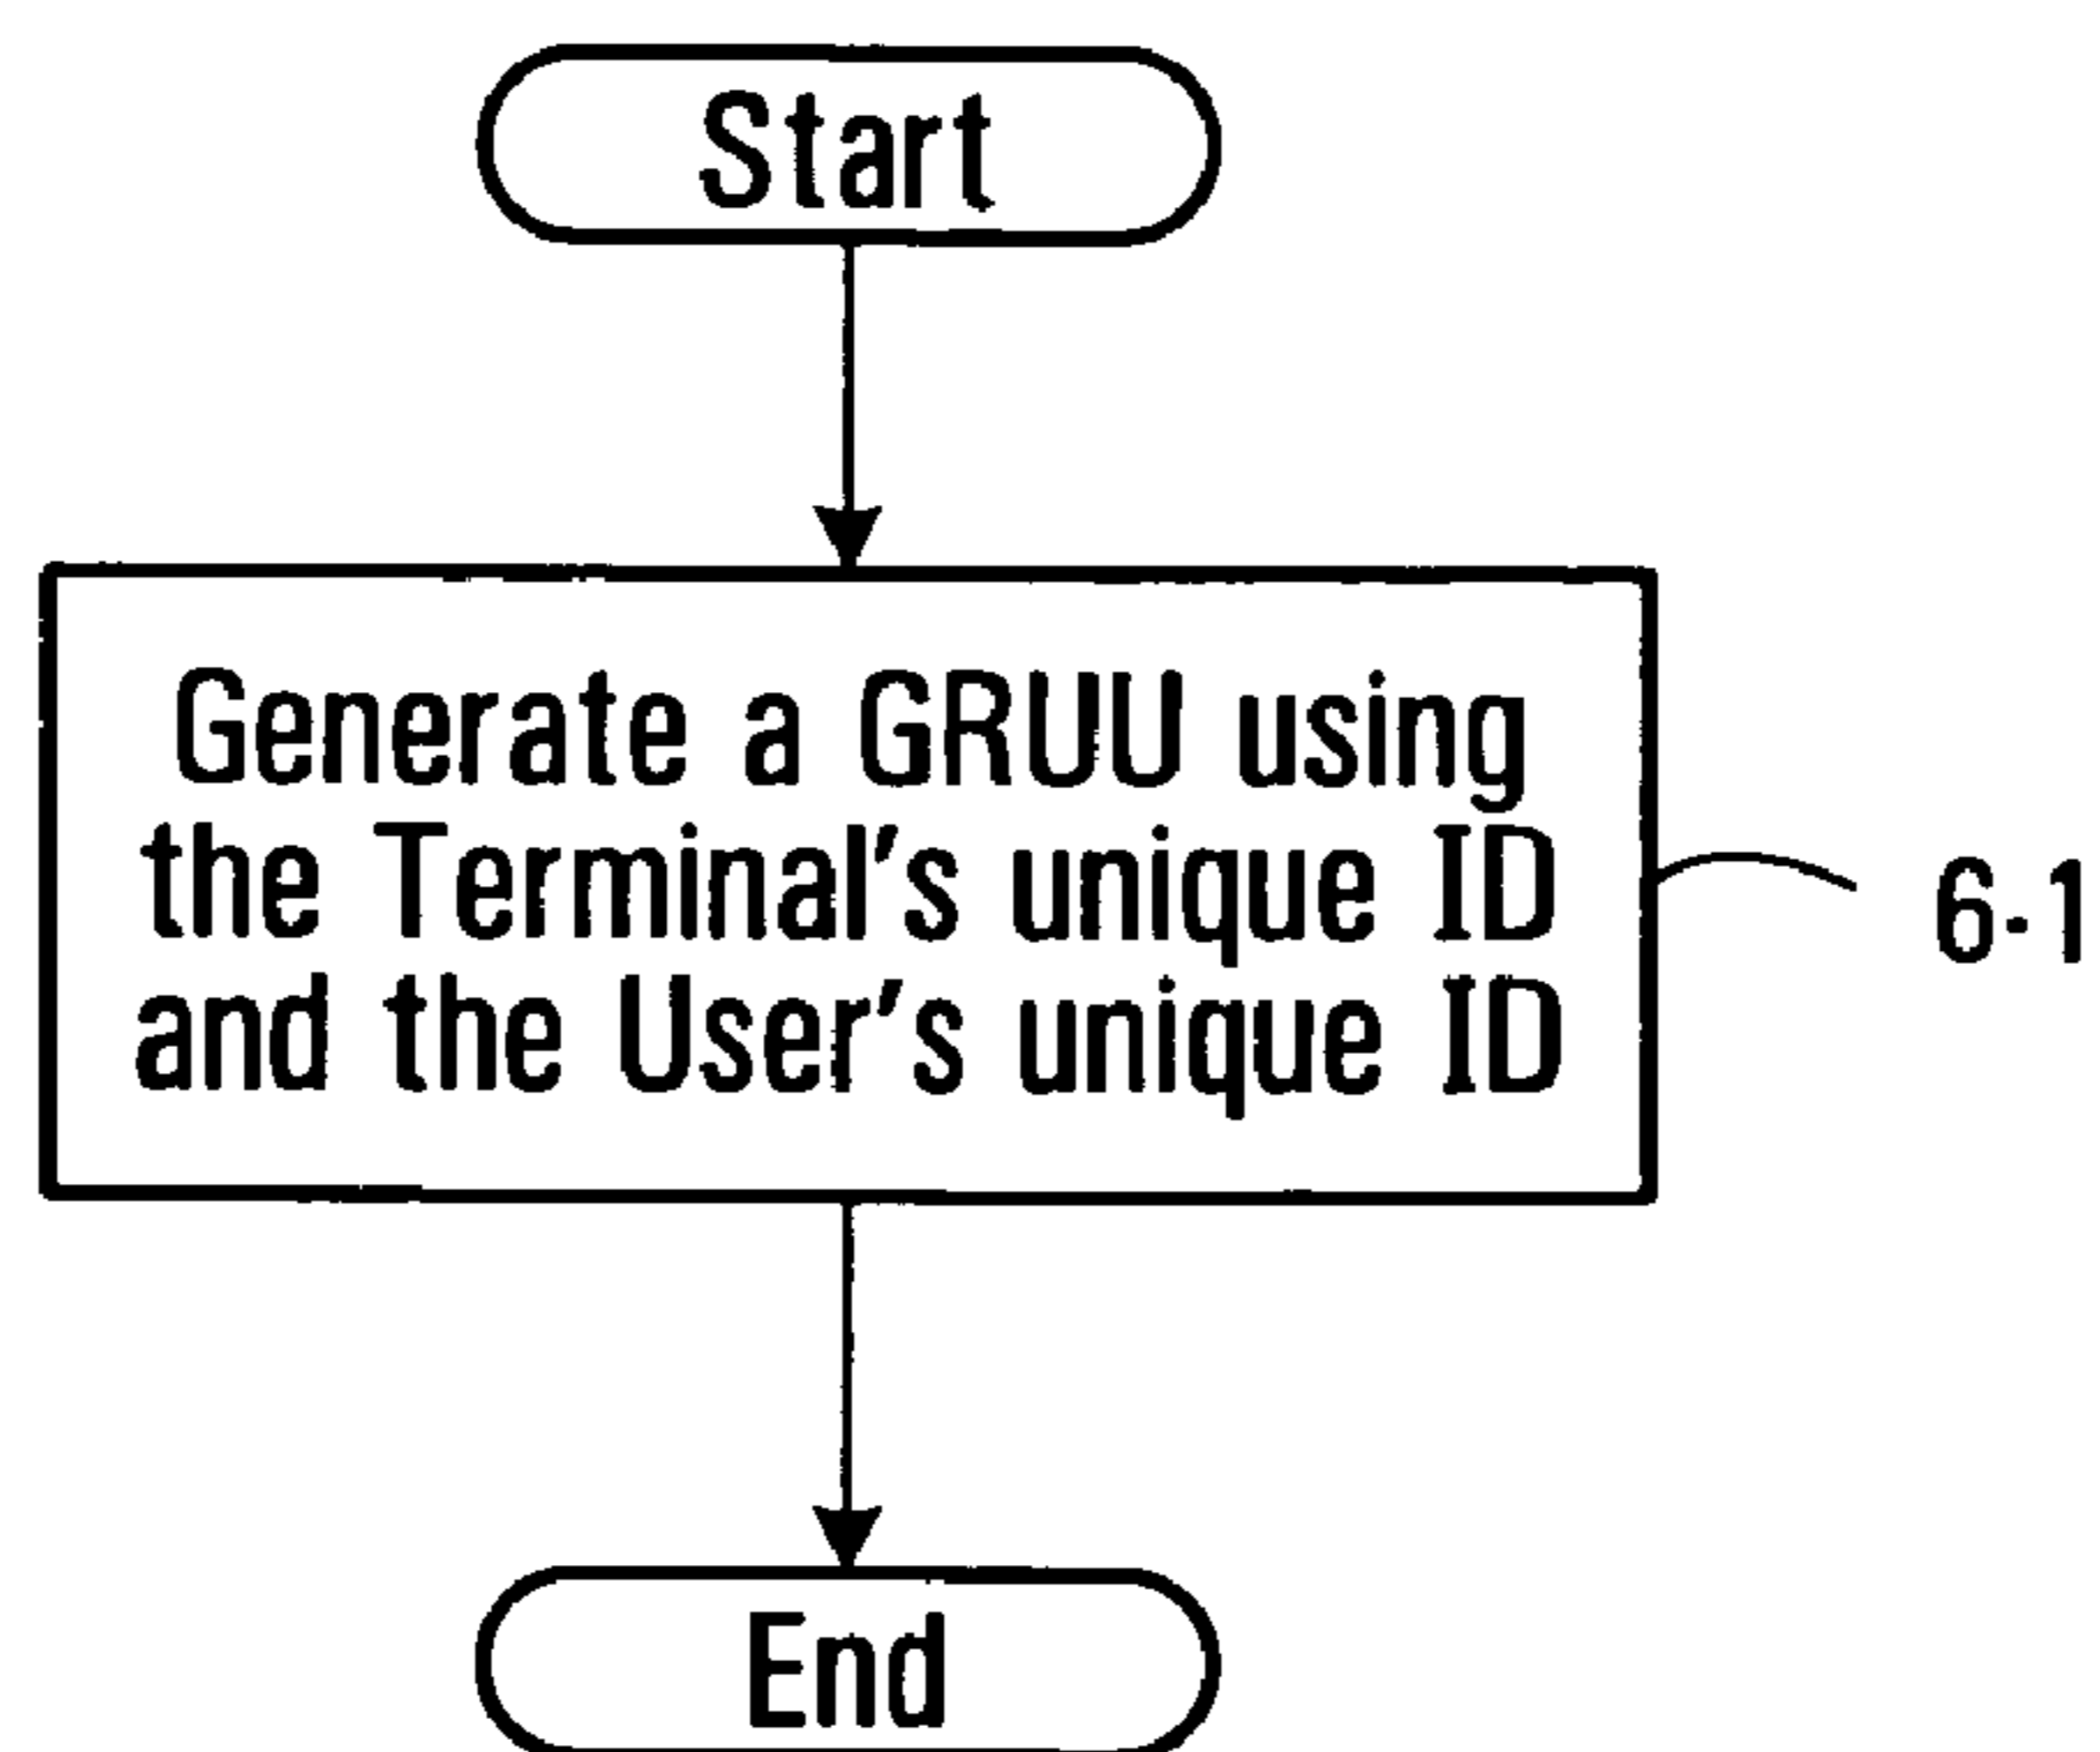 Start
Generate a GRUU using
the Terminal's unique ID
and the User's unique ID
6-1
End